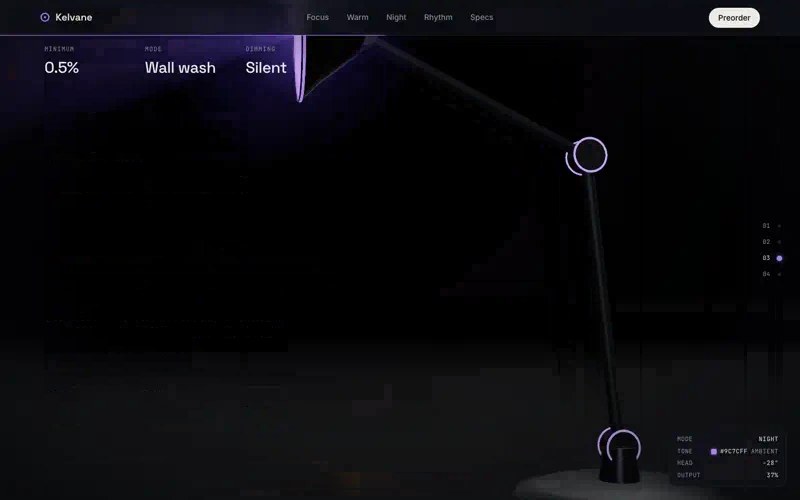 Kelvane
Focus Warm Night Rhythm Specs
Preorder
MINIMUM MODE DIMMING
0.5% Wall wash Silent
01
02
03
04
MODE NIGHT
TONE #9C7CFF AMBIENT
HEAD -28°
OUTPUT 37%